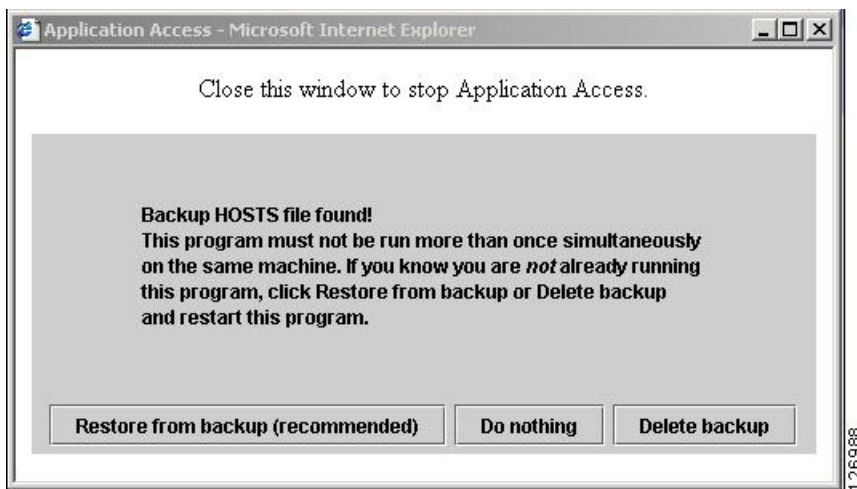 Application Access - Microsoft Internet Explorer
Close this window to stop Application Access.
Backup HOSTS file found!
This program must not be run more than once simultaneously
on the same machine. If you know you are not already running
this program, click Restore from backup or Delete backup
and restart this program.
Restore from backup (recommended)
Do nothing
Delete backup
126988